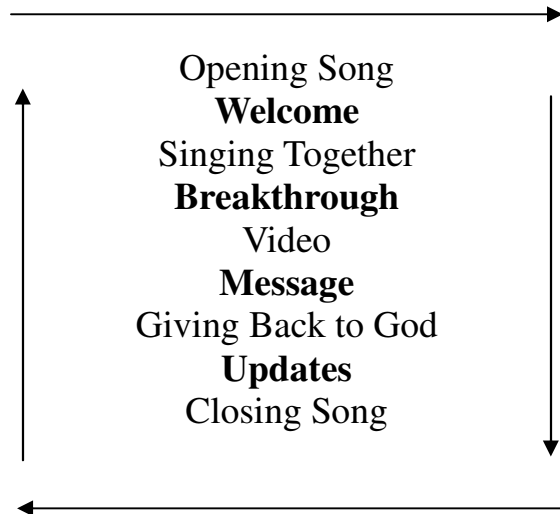 Opening Song
Welcome
Singing Together
Breakthrough
Video
Message
Giving Back to God
Updates
Closing Song